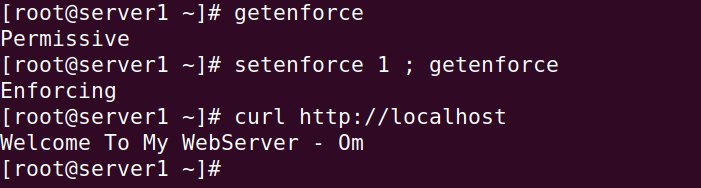 [root@server1 ~]# getenforce
Permissive
[root@server1 ~]# setenforce 1 ; getenforce
Enforcing
[root@server1 ~]# curl http://localhost
Welcome To My WebServer - Om
[root@server1 ~]#